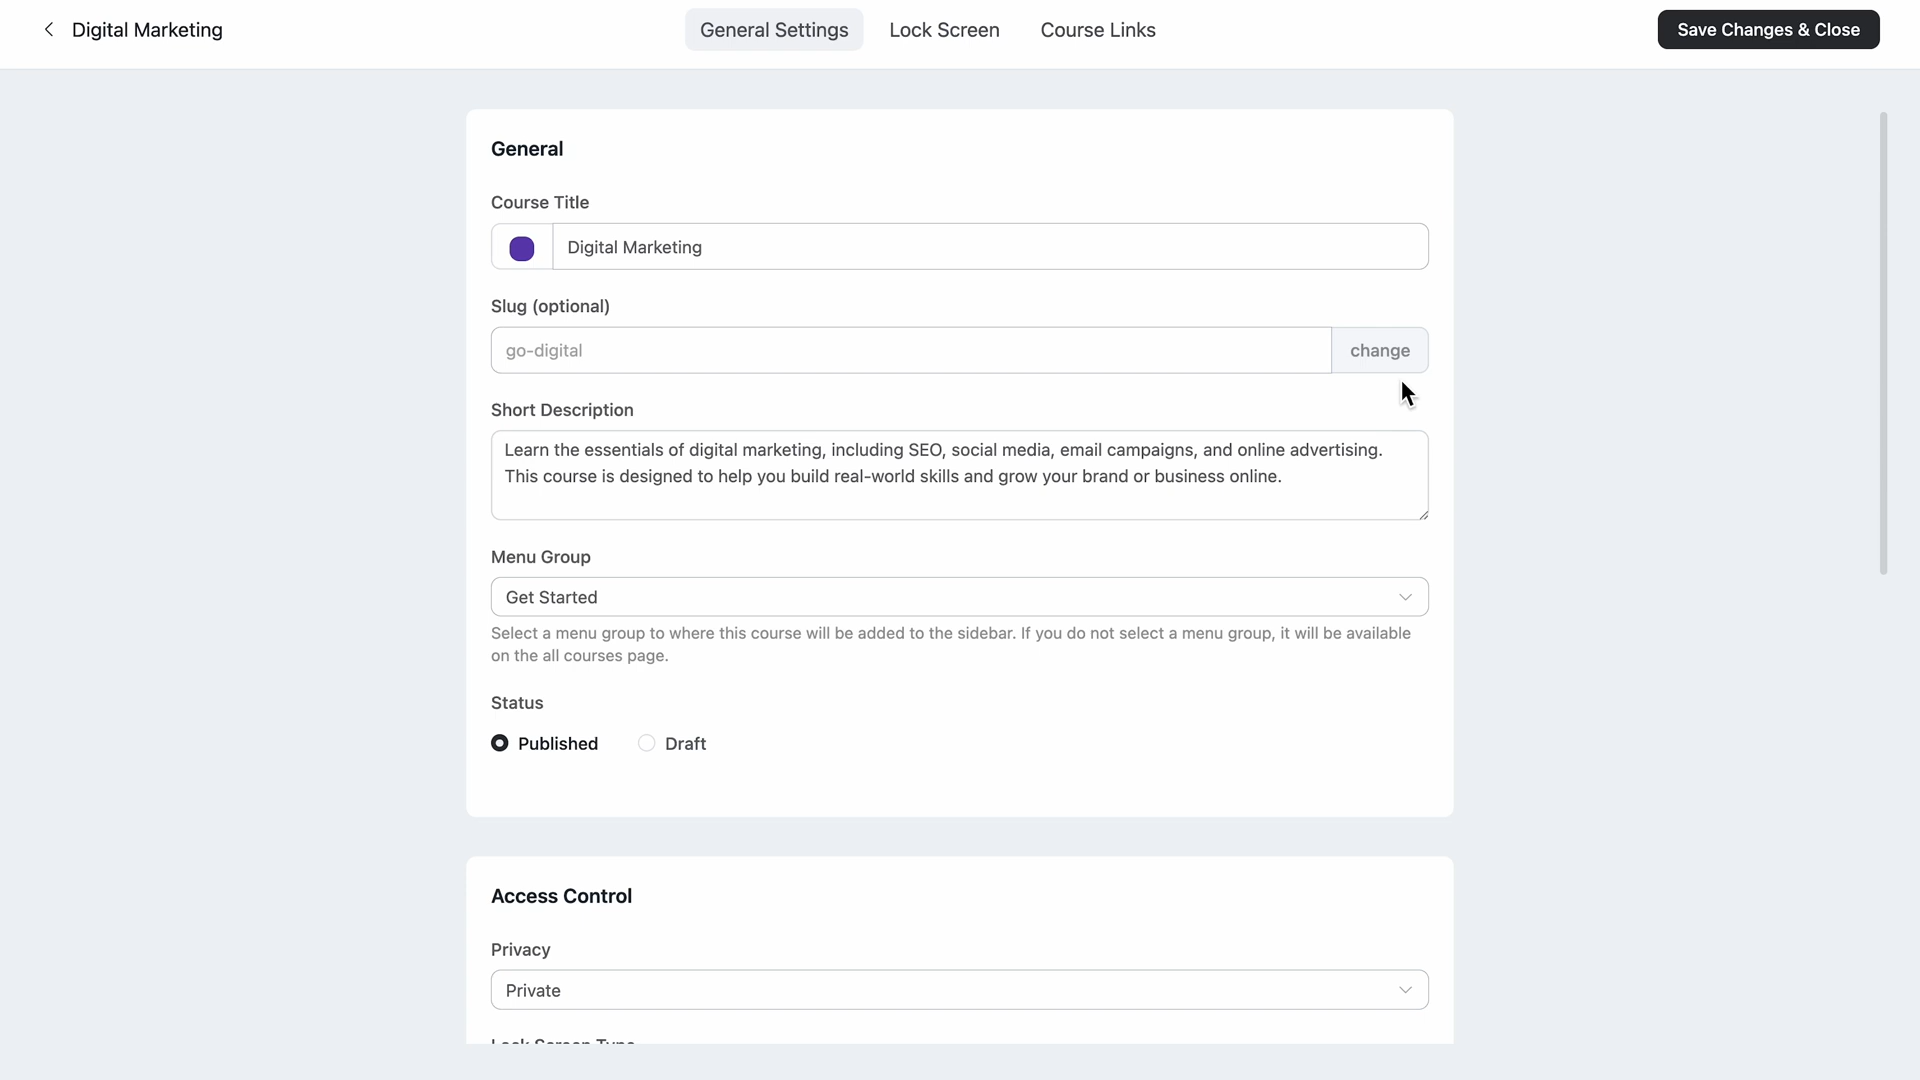 Digital Marketing
General Settings
Lock Screen
Course Links
Save Changes & Close
General
Course Title
Digital Marketing
Slug (optional)
go-digital
change
Short Description
Learn the essentials of digital marketing, including SEO, social media, email campaigns, and online advertising.
This course is designed to help you build real-world skills and grow your brand or business online.
Menu Group
Get Started
Select a menu group to where this course will be added to the sidebar. If you do not select a menu group, it will be available
on the all courses page.
Status
Published
Draft
Access Control
Privacy
Private
Lock Screen Type